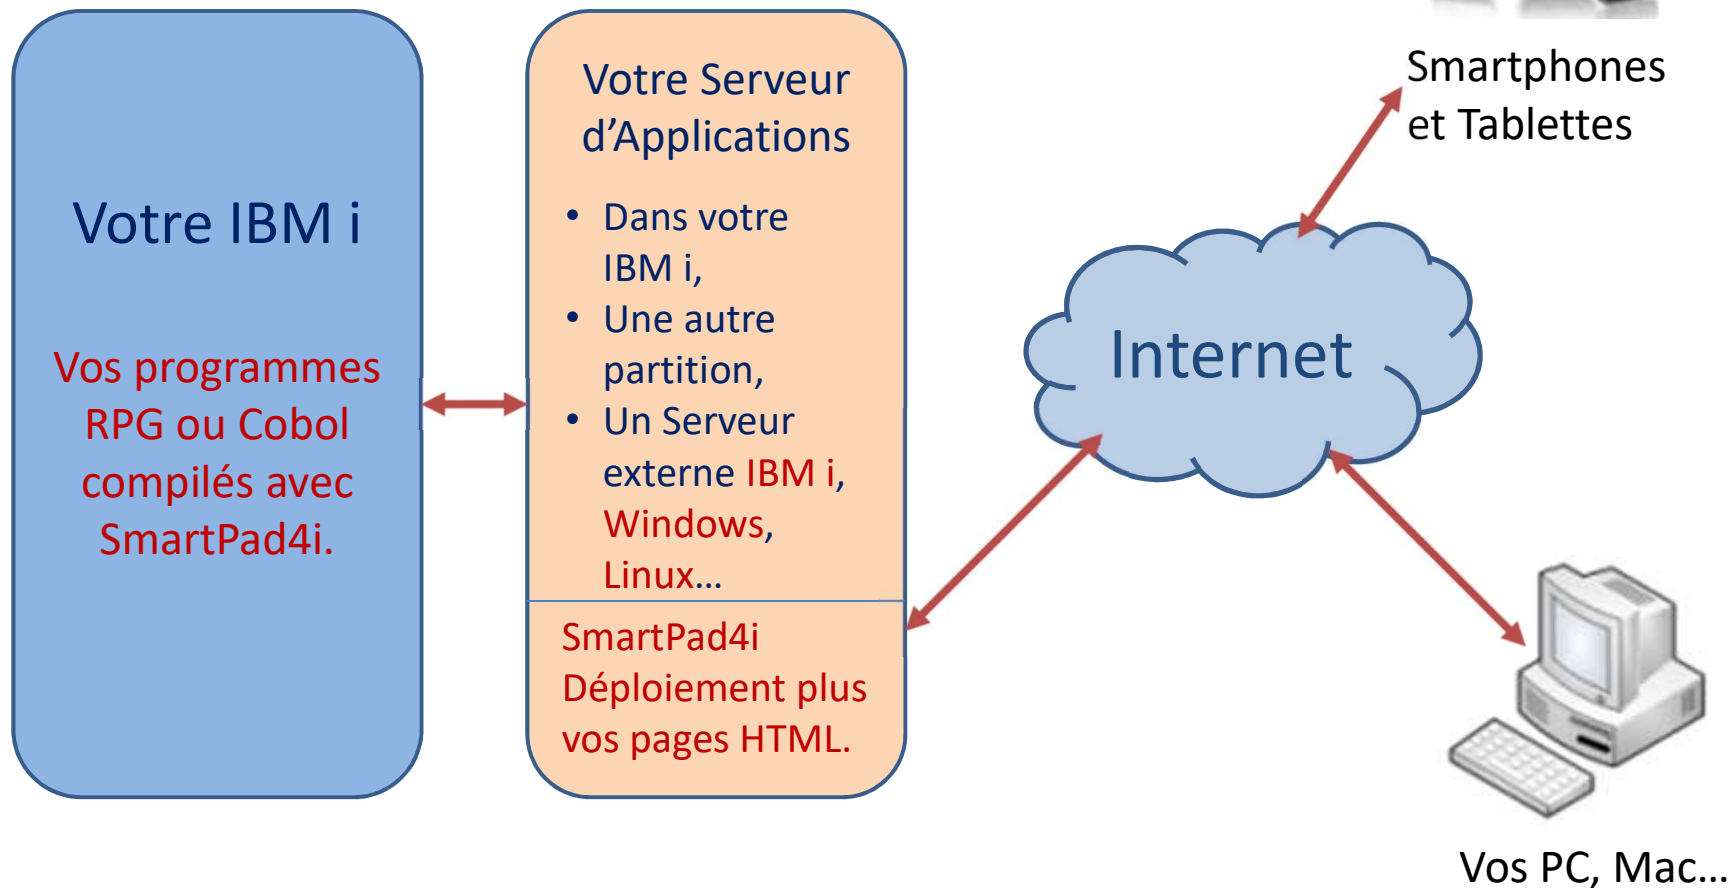 Votre IBM i
Vos programmes
RPG ou Cobol
compilés avec
SmartPad4i.
Votre Serveur
d’Applications
• Dans votre
IBM i,
• Une autre
partition,
• Un Serveur
externe IBM i,
Windows,
Linux…
SmartPad4i
Déploiement plus
vos pages HTML.
Internet
Smartphones
et Tablettes
Vos PC, Mac…